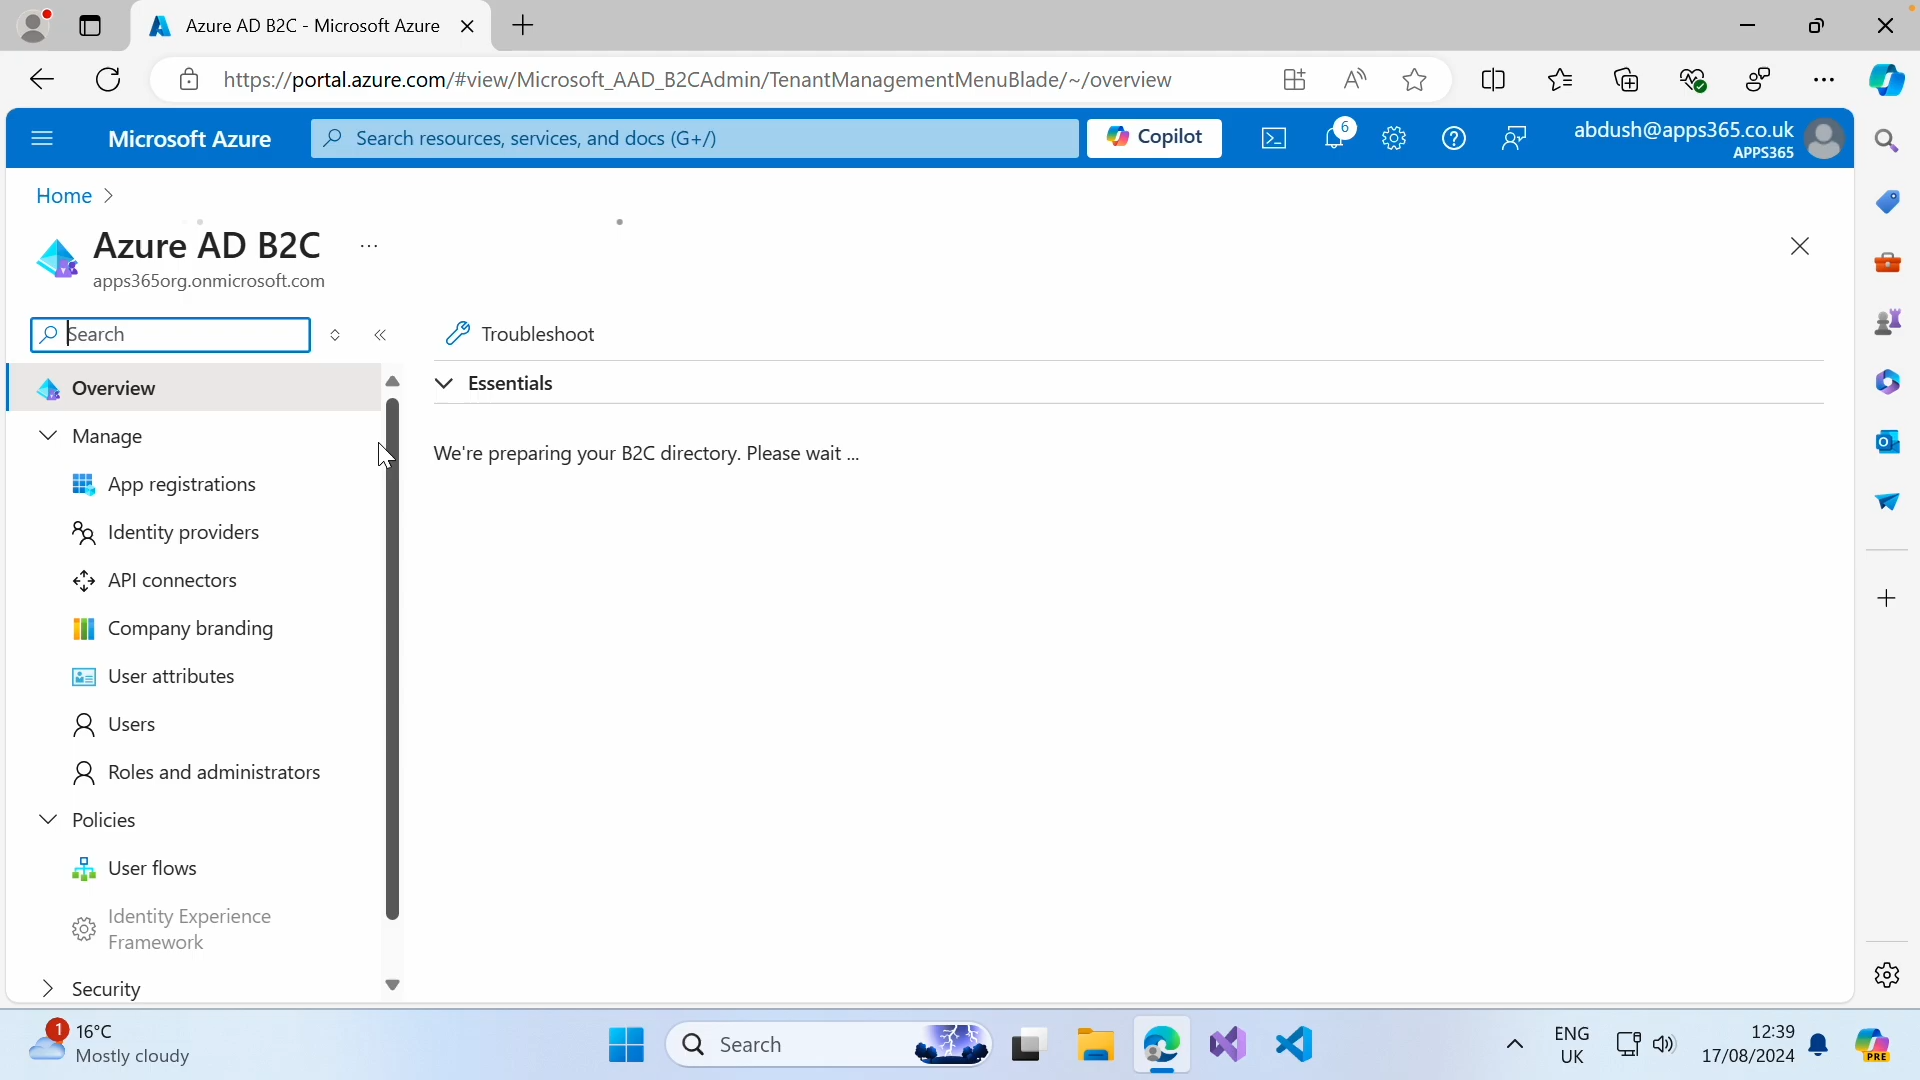 Azure AD B2C - Microsoft Azure
https://portal.azure.com/#view/Microsoft_AAD_B2CAdmin/TenantManagementMenuBlade/~/overview
Microsoft Azure
Search resources, services, and docs (G+/)
Copilot
6
abdush@apps365.co.uk
APPS365
Home
Azure AD B2C
apps365org.onmicrosoft.com
Search
Troubleshoot
Overview
Essentials
Manage
We're preparing your B2C directory. Please wait ...
App registrations
Identity providers
API connectors
Company branding
User attributes
Users
Roles and administrators
Policies
User flows
Identity Experience
Framework
Security
1
16°C
Mostly cloudy
Search
ENG
UK
12:39
17/08/2024
PRE